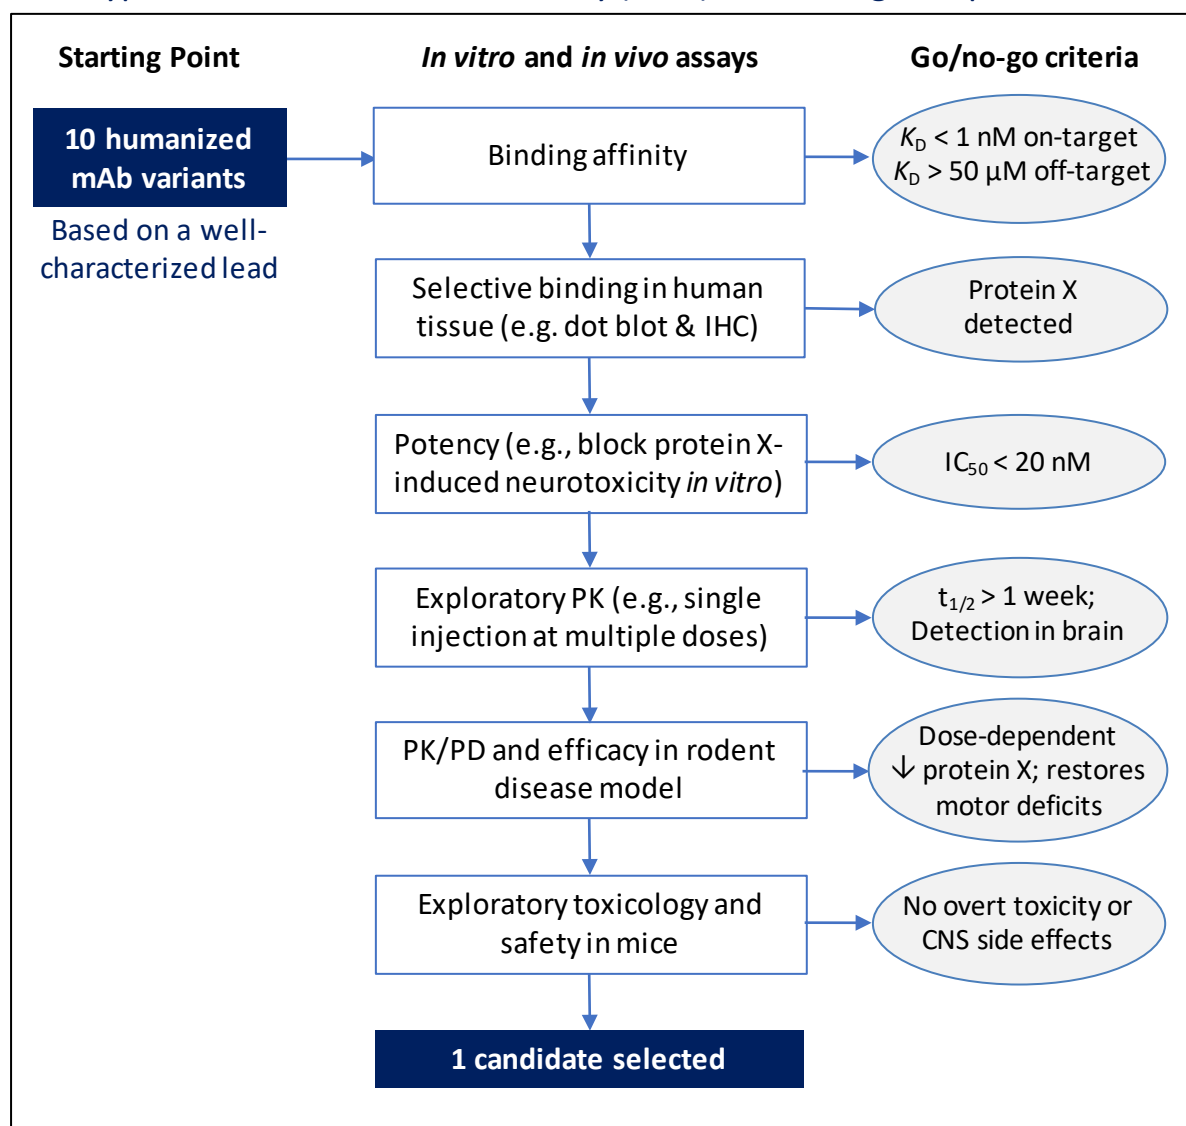 Starting Point
In vitro and in vivo assays
Go/no-go criteria
10 humanized
mAb variants
Based on a well-
characterized lead
Binding affinity
KD < 1 nM on-target
KD > 50 µM off-target
Selective binding in human
tissue (e.g. dot blot & IHC)
Protein X
detected
Potency (e.g., block protein X-
induced neurotoxicity in vitro)
IC50 < 20 nM
Exploratory PK (e.g., single
injection at multiple doses)
t1/2 > 1 week;
Detection in brain
PK/PD and efficacy in rodent
disease model
Dose-dependent
↓ protein X; restores
motor deficits
Exploratory toxicology and
safety in mice
No overt toxicity or
CNS side effects
1 candidate selected